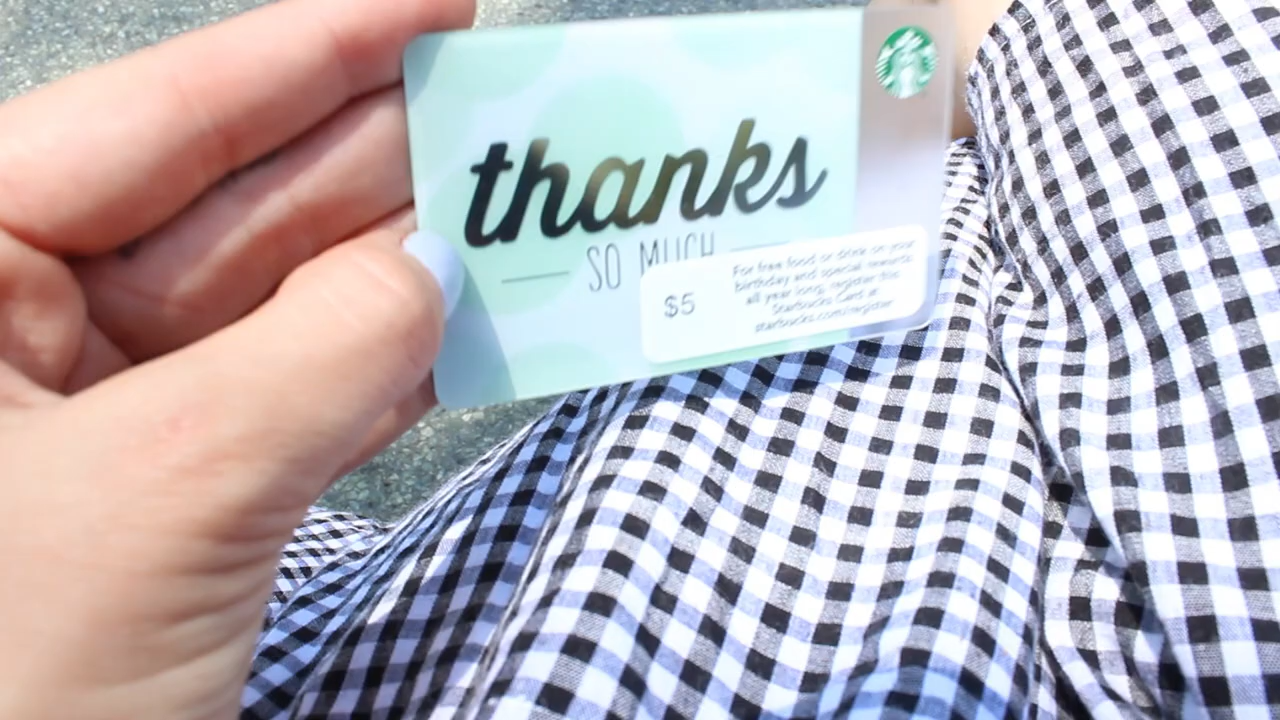 thanks
SO MUCH
$5
For free food or drink on your
birthday and special rewards
all year long, register this
Starbucks Card at
starbucks.com/register